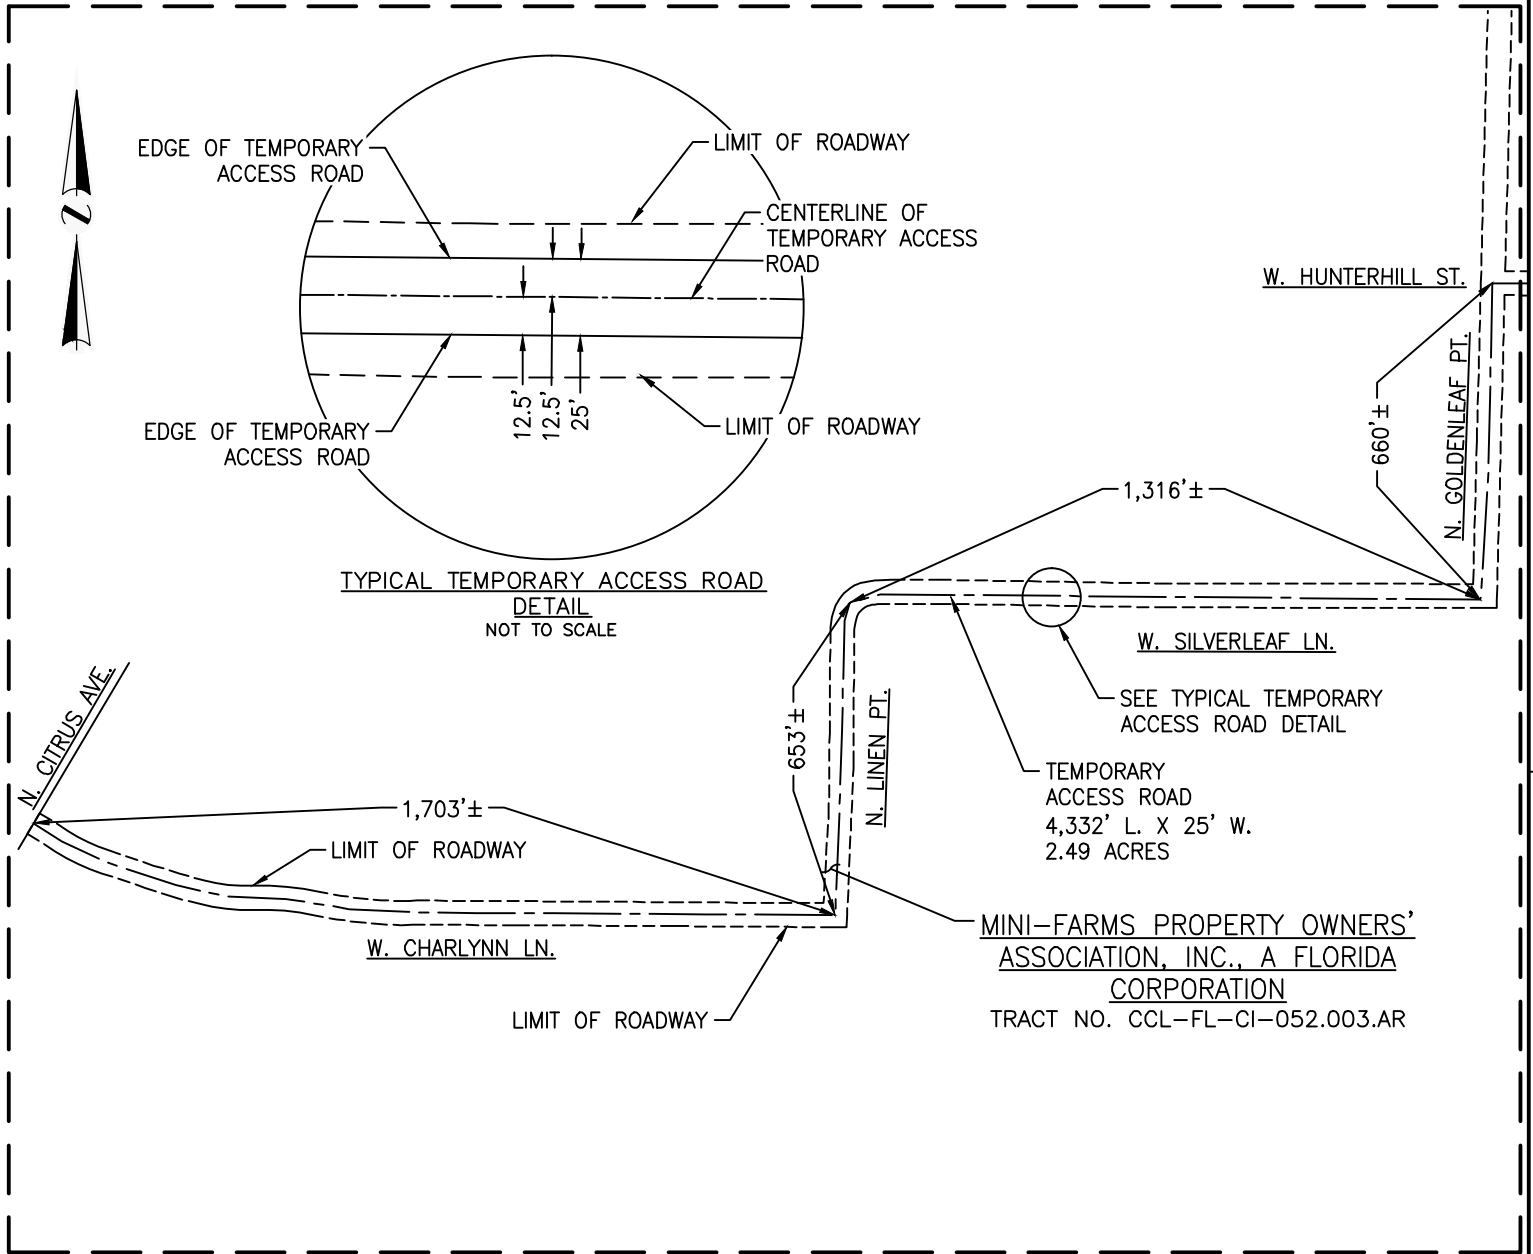 EDGE OF TEMPORARY
ACCESS ROAD
LIMIT OF ROADWAY
CENTERLINE OF
TEMPORARY ACCESS
ROAD
N
W. HUNTERHILL ST.
N. GOLDENLEAF PT.
660'±
12.5'
12.5'
25'
EDGE OF TEMPORARY
ACCESS ROAD
LIMIT OF ROADWAY
1,316'±
TYPICAL TEMPORARY ACCESS ROAD
DETAIL
NOT TO SCALE
W. SILVERLEAF LN.
SEE TYPICAL TEMPORARY
ACCESS ROAD DETAIL
N. CITRUS AVE.
653'±
N. LINEN PT.
TEMPORARY
ACCESS ROAD
4,332' L. X 25' W.
2.49 ACRES
1,703'±
LIMIT OF ROADWAY
W. CHARLYNN LN.
MINI-FARMS PROPERTY OWNERS'
ASSOCIATION, INC., A FLORIDA
CORPORATION
TRACT NO. CCL-FL-CI-052.003.AR
LIMIT OF ROADWAY